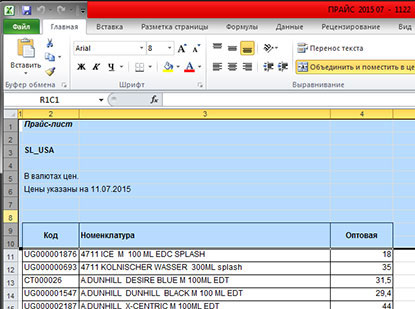 ПРАЙС 2015 07 - 1122
Файл Главная Вставка Разметка страницы Формулы Данные Рецензирование Вид
Вставить Arial 8 A A Перенос текста
Ж К Ч А Объединить и поместить в це
Буфер обмена Шрифт Выравнивание
R1C1 fx
1 2 3 4
1 Прайс-лист
2
3 SL_USA
4
5 В валютах цен.
6 Цены указаны на 11.07.2015
7
8
9 Код Номенклатура Оптовая
10
11 UG000001876 4711 ICE M 100 ML EDC SPLASH 18
12 UG000000693 4711 KOLNISCHER WASSER 300ML splash 35
13 CT000026 A.DUNHILL DESIRE BLUE M 100ML EDT 31,5
14 UG000001547 A.DUNHILL DUNHILL BLACK M 100 ML EDT 29,4
15 UG000002187 A.DUNHILL X-CENTRIC M 100ML EDT 44